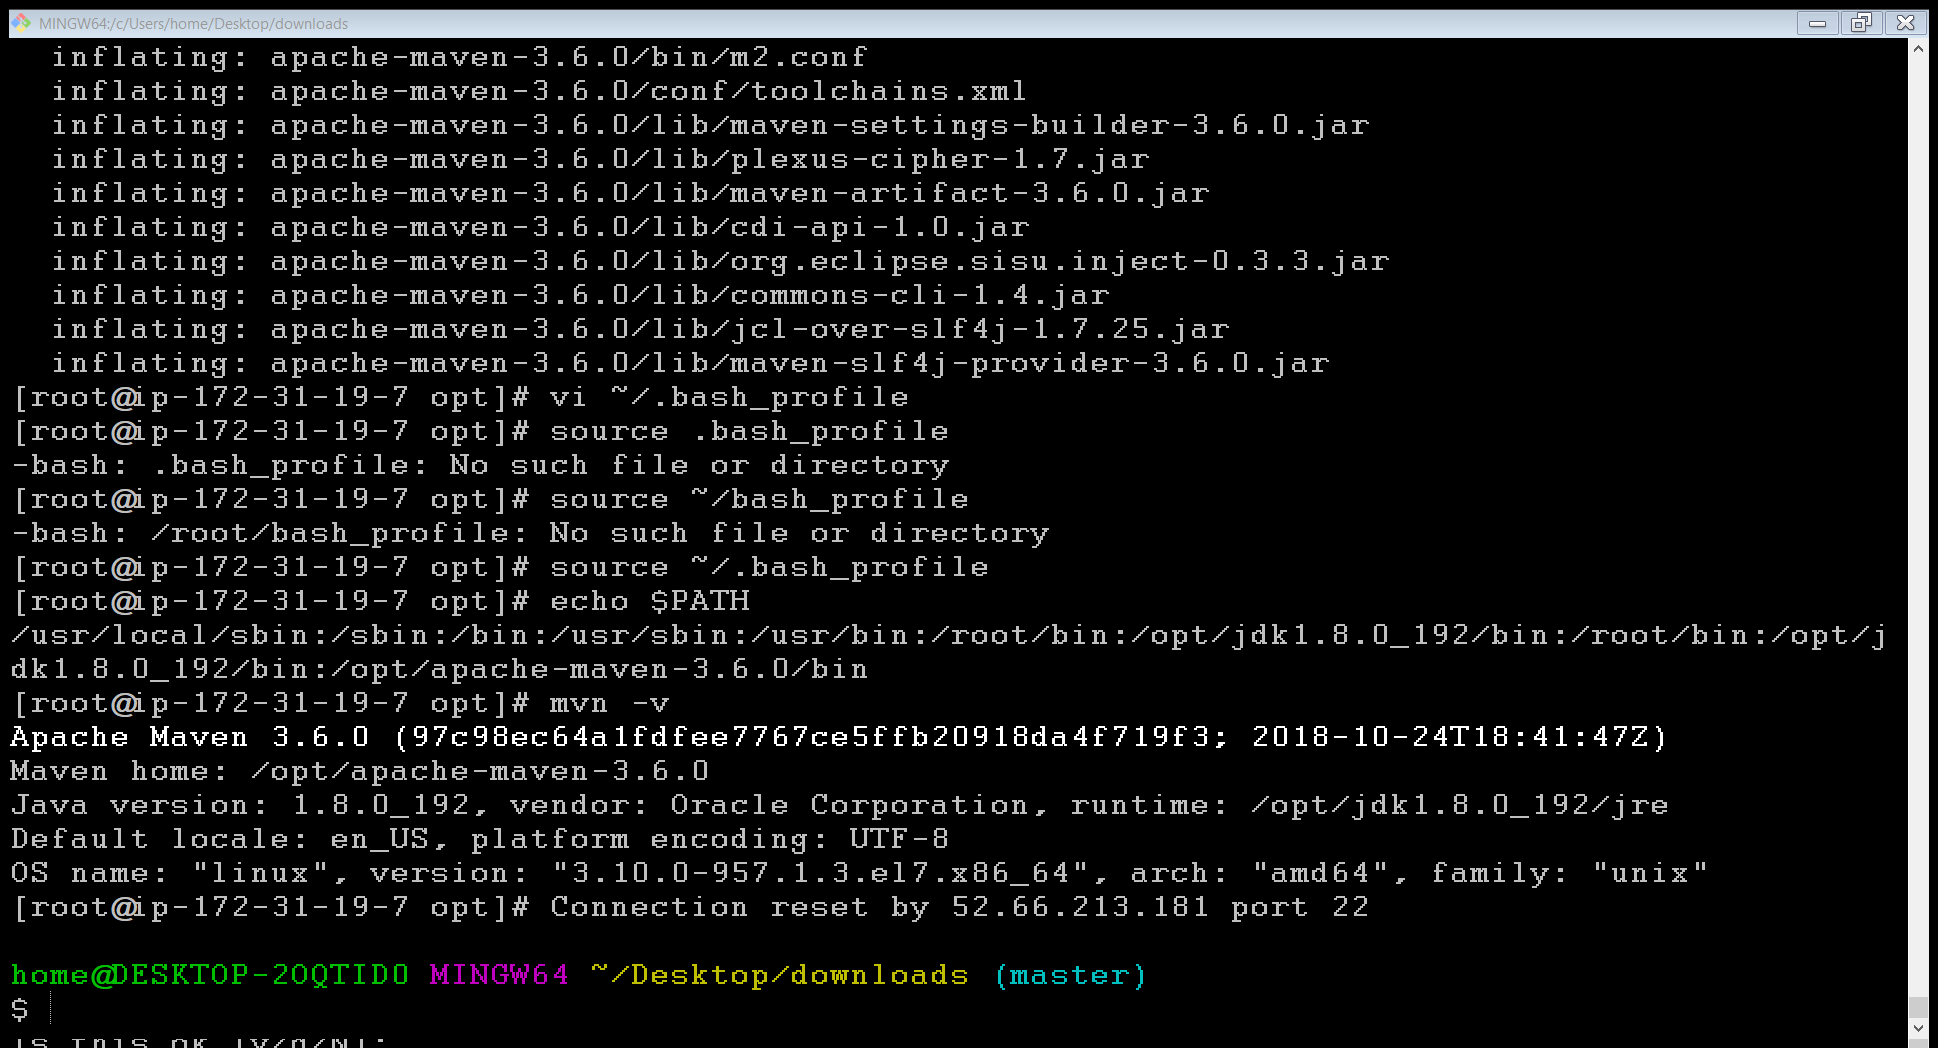 MINGW64:/c/Users/home/Desktop/downloads
inflating: apache-maven-3.6.0/bin/m2.conf
inflating: apache-maven-3.6.0/conf/toolchains.xml
inflating: apache-maven-3.6.0/lib/maven-settings-builder-3.6.0.jar
inflating: apache-maven-3.6.0/lib/plexus-cipher-1.7.jar
inflating: apache-maven-3.6.0/lib/maven-artifact-3.6.0.jar
inflating: apache-maven-3.6.0/lib/cdi-api-1.0.jar
inflating: apache-maven-3.6.0/lib/org.eclipse.sisu.inject-0.3.3.jar
inflating: apache-maven-3.6.0/lib/commons-cli-1.4.jar
inflating: apache-maven-3.6.0/lib/jcl-over-slf4j-1.7.25.jar
inflating: apache-maven-3.6.0/lib/maven-slf4j-provider-3.6.0.jar
[root@ip-172-31-19-7 opt]# vi ~/.bash_profile
[root@ip-172-31-19-7 opt]# source .bash_profile
-bash: .bash_profile: No such file or directory
[root@ip-172-31-19-7 opt]# source ~/bash_profile
-bash: /root/bash_profile: No such file or directory
[root@ip-172-31-19-7 opt]# source ~/.bash_profile
[root@ip-172-31-19-7 opt]# echo $PATH
/usr/local/sbin:/sbin:/bin:/usr/sbin:/usr/bin:/root/bin:/opt/jdk1.8.0_192/bin:/root/bin:/opt/j
dk1.8.0_192/bin:/opt/apache-maven-3.6.0/bin
[root@ip-172-31-19-7 opt]# mvn -v
Apache Maven 3.6.0 (97c98ec64a1fdfee7767ce5ffb20918da4f719f3; 2018-10-24T18:41:47Z)
Maven home: /opt/apache-maven-3.6.0
Java version: 1.8.0_192, vendor: Oracle Corporation, runtime: /opt/jdk1.8.0_192/jre
Default locale: en_US, platform encoding: UTF-8
OS name: "linux", version: "3.10.0-957.1.3.el7.x86_64", arch: "amd64", family: "unix"
[root@ip-172-31-19-7 opt]# Connection reset by 52.66.213.181 port 22
home@DESKTOP-2OQTIDO MINGW64 ~/Desktop/downloads (master)
$
Is this ok [y/d/N]: